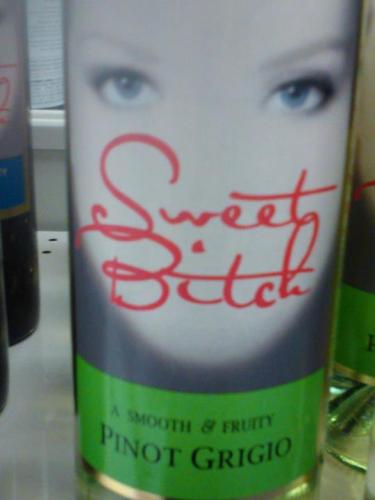 Sweet
Bitch
A SMOOTH & FRUITY
PINOT GRIGIO